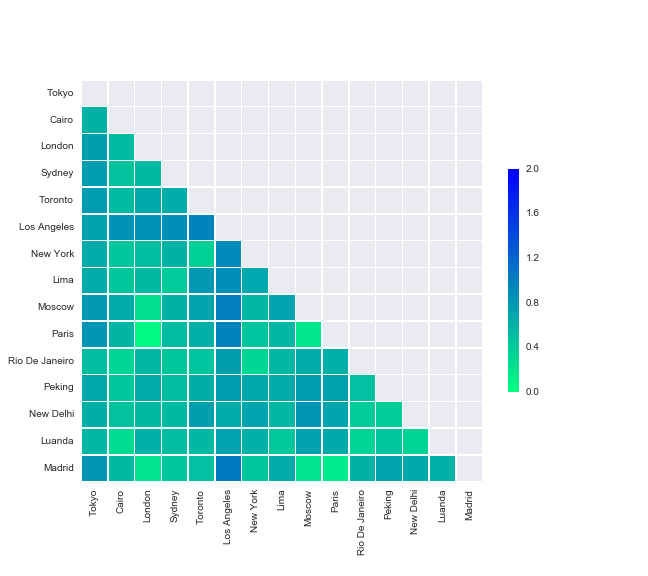 Tokyo
Cairo
London
Sydney
Toronto
Los Angeles
New York
Lima
Moscow
Paris
Rio De Janeiro
Peking
New Delhi
Luanda
Madrid
Tokyo
Cairo
London
Sydney
Toronto
Los Angeles
New York
Lima
Moscow
Paris
Rio De Janeiro
Peking
New Delhi
Luanda
Madrid
2.0
1.6
1.2
0.8
0.4
0.0